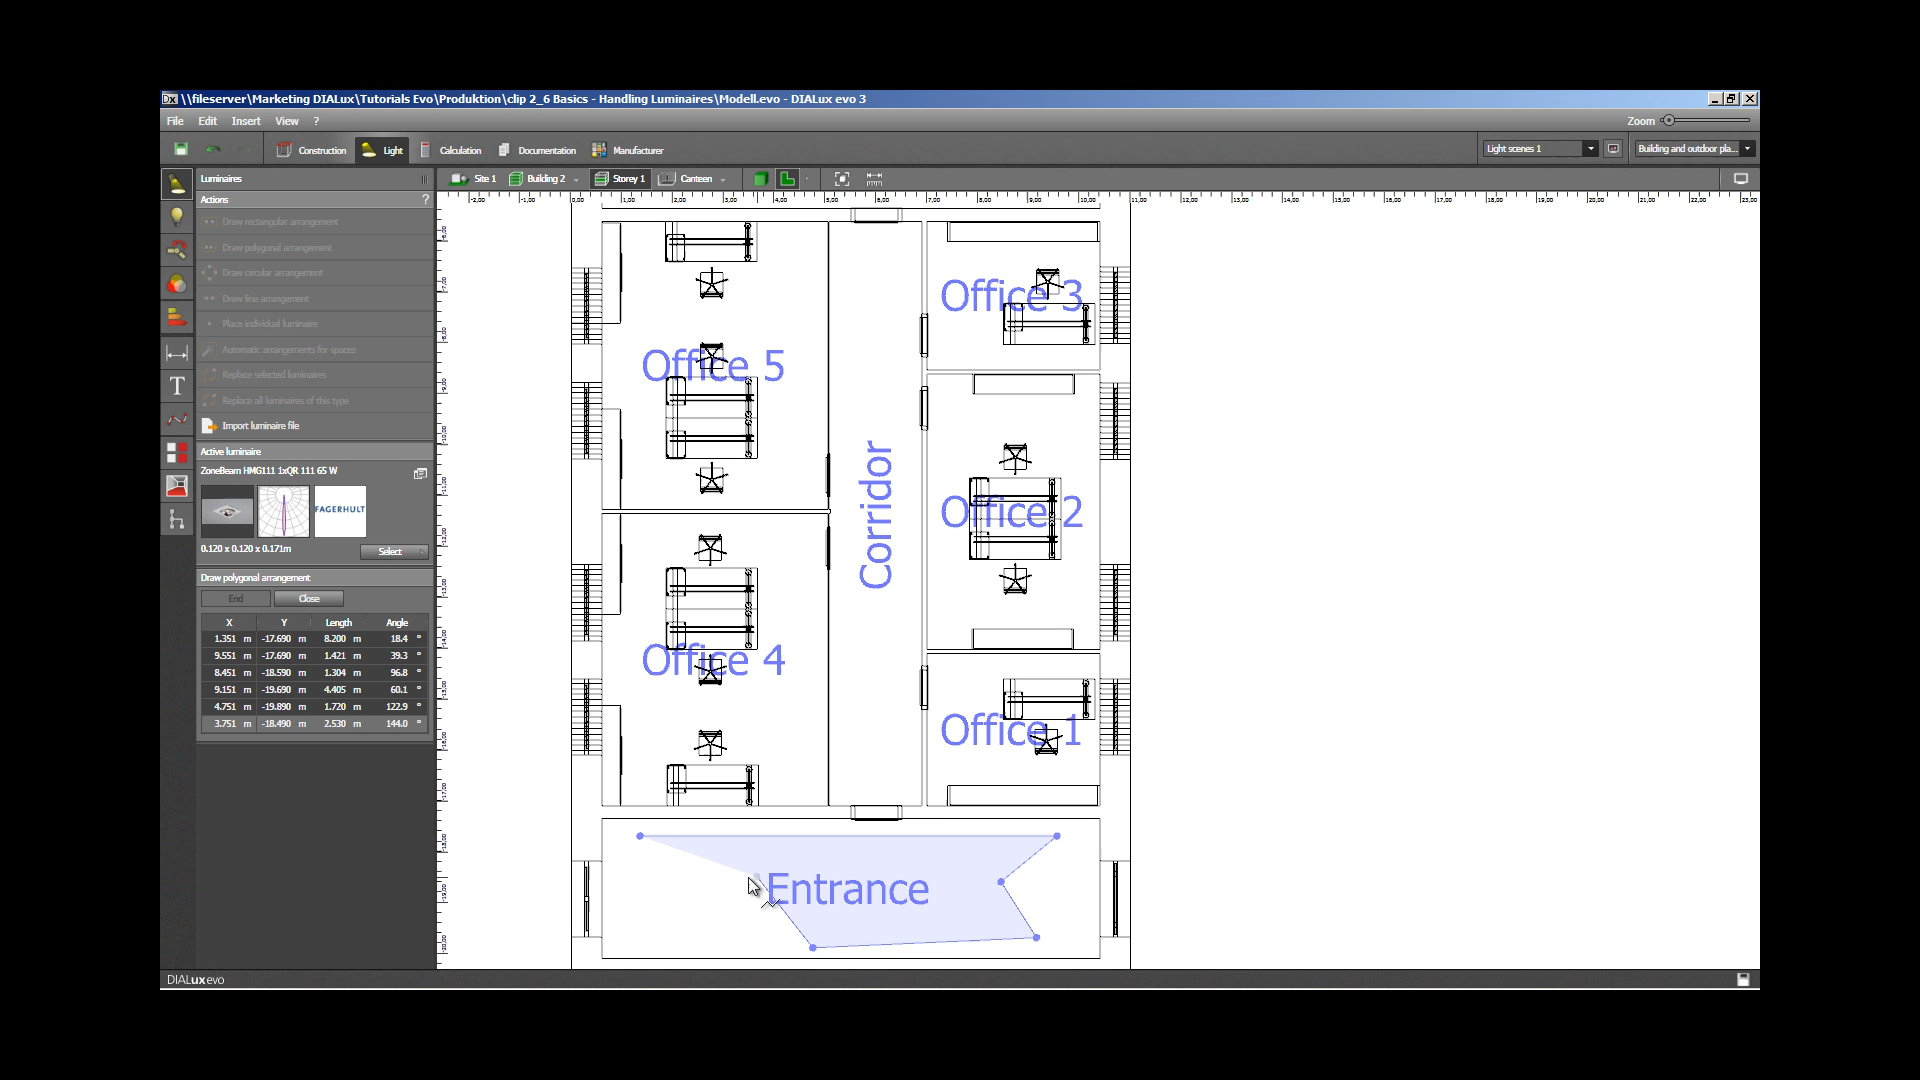 \\fileserver\Marketing DIALux\Tutorials Evo\Produktion\clip 2_6 Basics - Handling Luminaires\Modell.evo - DIALux evo 3
File Edit Insert View ?
Zoom
Construction Light Calculation Documentation Manufacturer
Light scenes 1
Building and outdoor pla...
Luminaires
Site 1 Building 2 Storey 1 Canteen
Actions ?
Draw rectangular arrangement
Draw polygonal arrangement
Draw circular arrangement
Draw line arrangement
Place individual luminaire
Automatic arrangements for spaces
Replace selected luminaires
Replace all luminaires of this type
Import luminaire file
Active luminaire
ZoneBeam HMG111 1xQR 111 65 W
FAGERHULT
0.120 x 0.120 x 0.171m
Select
Draw polygonal arrangement
End Close
X Y Length Angle
1.351 m -17.690 m 8.200 m 18.4 °
9.551 m -17.690 m 1.421 m 39.3 °
8.451 m -18.590 m 1.304 m 96.8 °
9.151 m -19.690 m 4.405 m 60.1 °
4.751 m -19.890 m 1.720 m 122.9 °
3.751 m -18.490 m 2.530 m 144.0 °
Office 3
Office 5
Corridor
Office 2
Office 4
Office 1
Entrance
DIALux evo